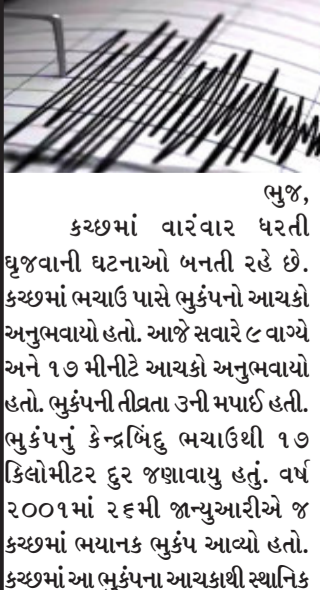 ભુજ,
કચ્છમાં વારંવાર ધરતી
ધ્રૂજવાની ઘટનાઓ બનતી રહે છે.
કચ્છમાં ભચાઉ પાસે ભુકંપનો આચકો
અનુભવાયો હતો. આજે સવારે ૯ વાગ્યે
અને ૧૭ મીનીટે આચકો અનુભવાયો
હતો. ભુકંપની તીવ્રતા ૩ની મપાઈ હતી.
ભુકંપનું કેન્દ્રબિંદુ ભચાઉથી ૧૭
કિલોમીટર દુર જણાવાયુ હતું. વર્ષ
૨૦૦૧માં ૨૬મી જાન્યુઆરીએ જ
કચ્છમાં ભયાનક ભુકંપ આવ્યો હતો.
કચ્છમાં આ ભુકંપના આચકાથી સ્થાનિક